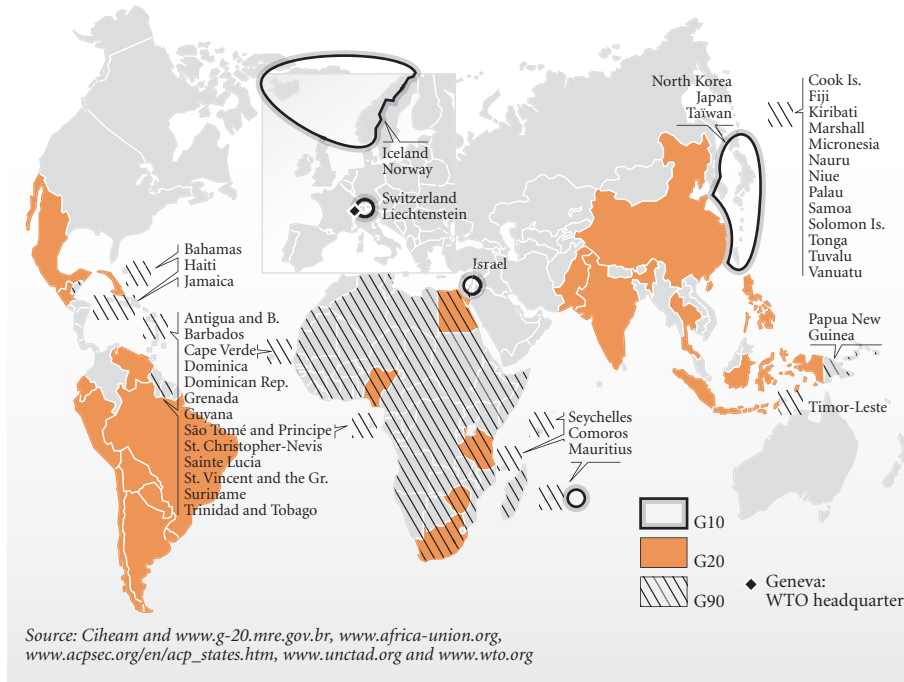 North Korea
Japan
Taïwan
Cook Is.
Fiji
Kiribati
Marshall
Micronesia
Nauru
Niue
Palau
Samoa
Solomon Is.
Tonga
Tuvalu
Vanuatu
Iceland
Norway
Switzerland
Liechtenstein
Israel
Bahamas
Haiti
Jamaica
Antigua and B.
Barbados
Cape Verde
Dominica
Dominican Rep.
Grenada
Guyana
São Tomé and Principe
St. Christopher-Nevis
Sainte Lucia
St. Vincent and the Gr.
Suriname
Trinidad and Tobago
Papua New
Guinea
Timor-Leste
Seychelles
Comoros
Mauritius
G10
G20
G90
Geneva:
WTO headquarter
Source: Ciheam and www.g-20.mre.gov.br, www.africa-union.org,
www.acpsec.org/en/acp_states.htm, www.unctad.org and www.wto.org